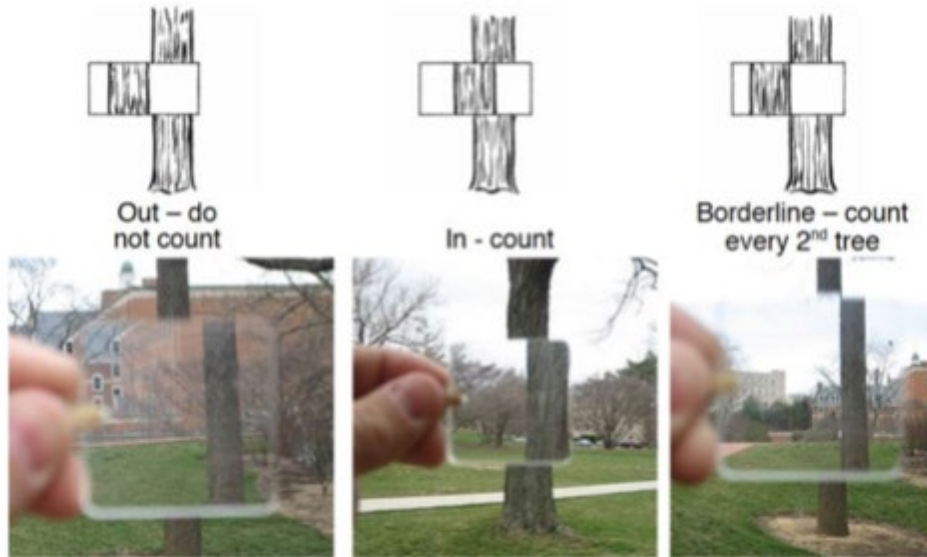 Out – do
not count
In - count
Borderline – count
every 2nd tree